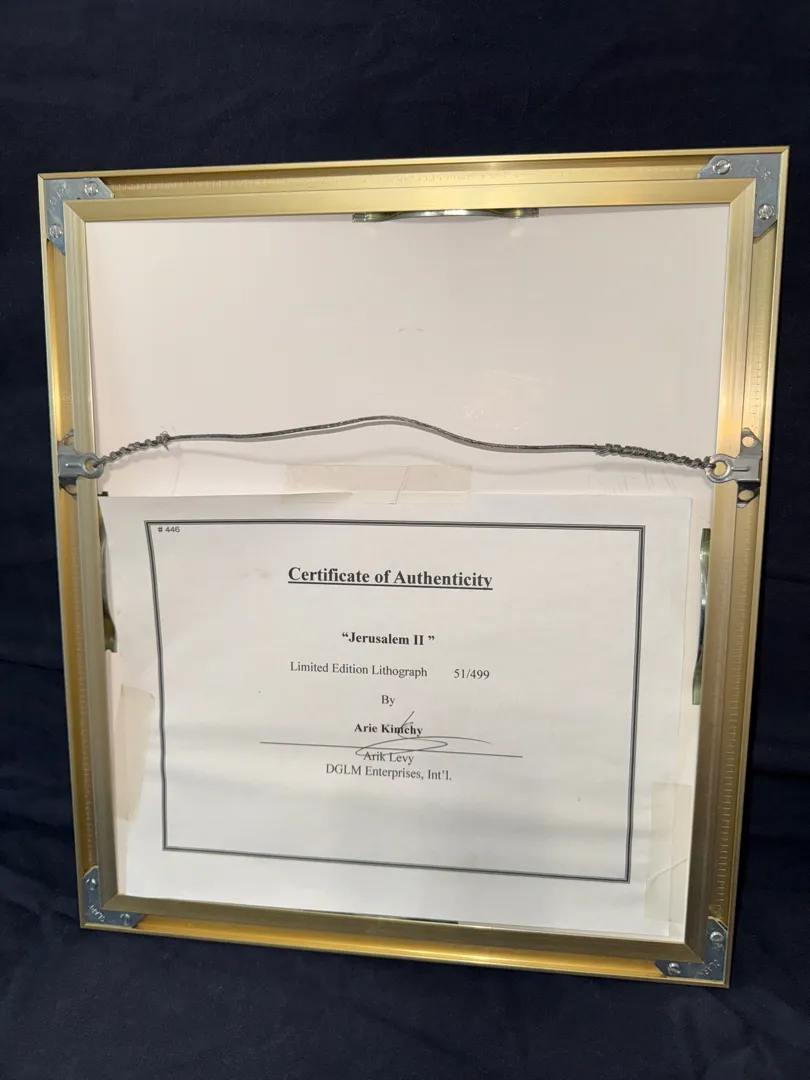 # 446
Certificate of Authenticity
“Jerusalem II ”
Limited Edition Lithograph 51/499
By
Arie Kimchy
Arik Levy
DGLM Enterprises, Int’l.